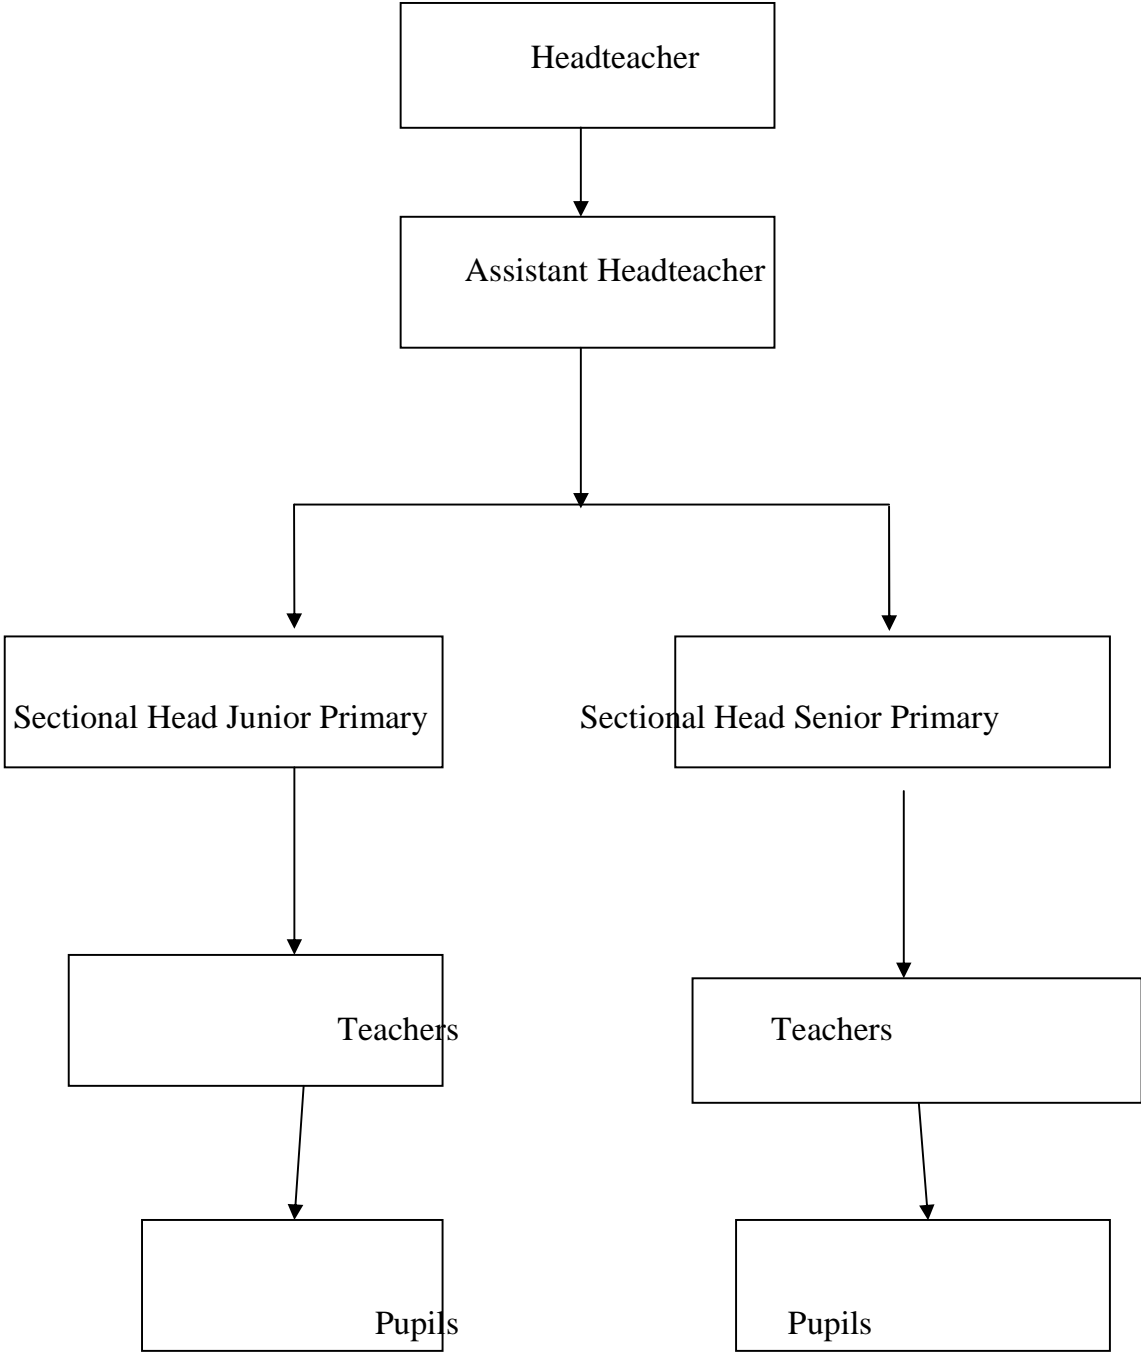 Headteacher
Assistant Headteacher
Sectional Head Junior Primary
Sectional Head Senior Primary
Teachers
Teachers
Pupils
Pupils